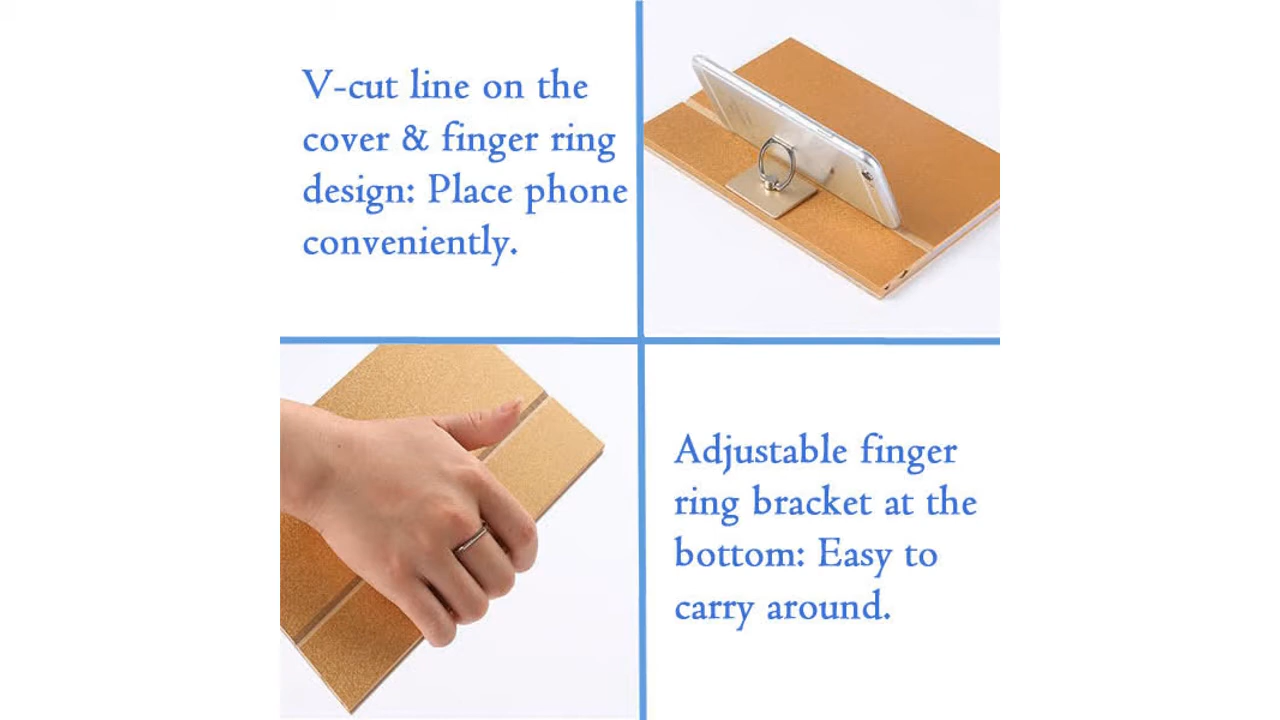 V-cut line on the
cover & finger ring
design: Place phone
conveniently.
Adjustable finger
ring bracket at the
bottom: Easy to
carry around.